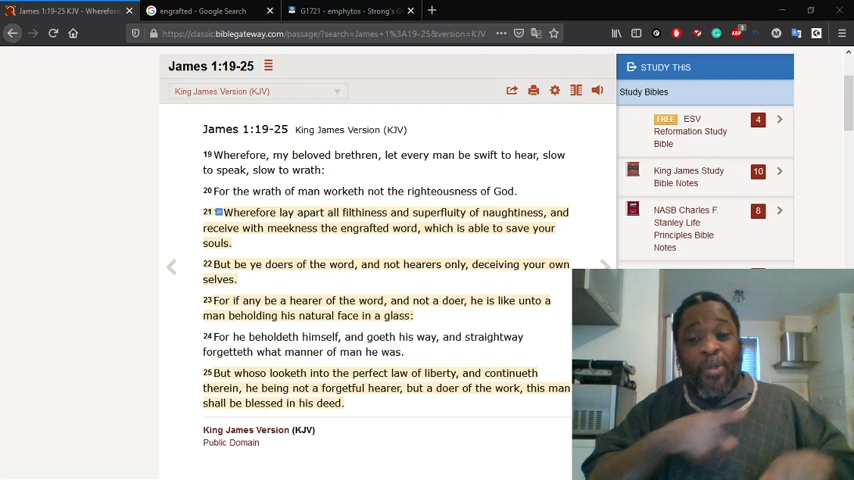 James 1:19-25 (KJV) - Wherefor
engrafted - Google Search
G1721 - emphytos - Strong's G
https://classic.biblegateway.com/passage/?search=James+1%3A19-25&version=KJV
James 1:19-25
STUDY THIS
King James Version (KJV)
Study Bibles
James 1:19-25 King James Version (KJV)
19 Wherefore, my beloved brethren, let every man be swift to hear, slow
to speak, slow to wrath:
20 For the wrath of man worketh not the righteousness of God.
21 Wherefore lay apart all filthiness and superfluity of naughtiness, and
receive with meekness the engrafted word, which is able to save your
souls.
22 But be ye doers of the word, and not hearers only, deceiving your own
selves.
23 For if any be a hearer of the word, and not a doer, he is like unto a
man beholding his natural face in a glass:
24 For he beholdeth himself, and goeth his way, and straightway
forgetteth what manner of man he was.
25 But whoso looketh into the perfect law of liberty, and continueth
therein, he being not a forgetful hearer, but a doer of the work, this man
shall be blessed in his deed.
King James Version (KJV)
Public Domain
FREE ESV
Reformation Study
Bible
4
King James Study
Bible Notes
10
NASB Charles F.
Stanley Life
Principles Bible
Notes
8